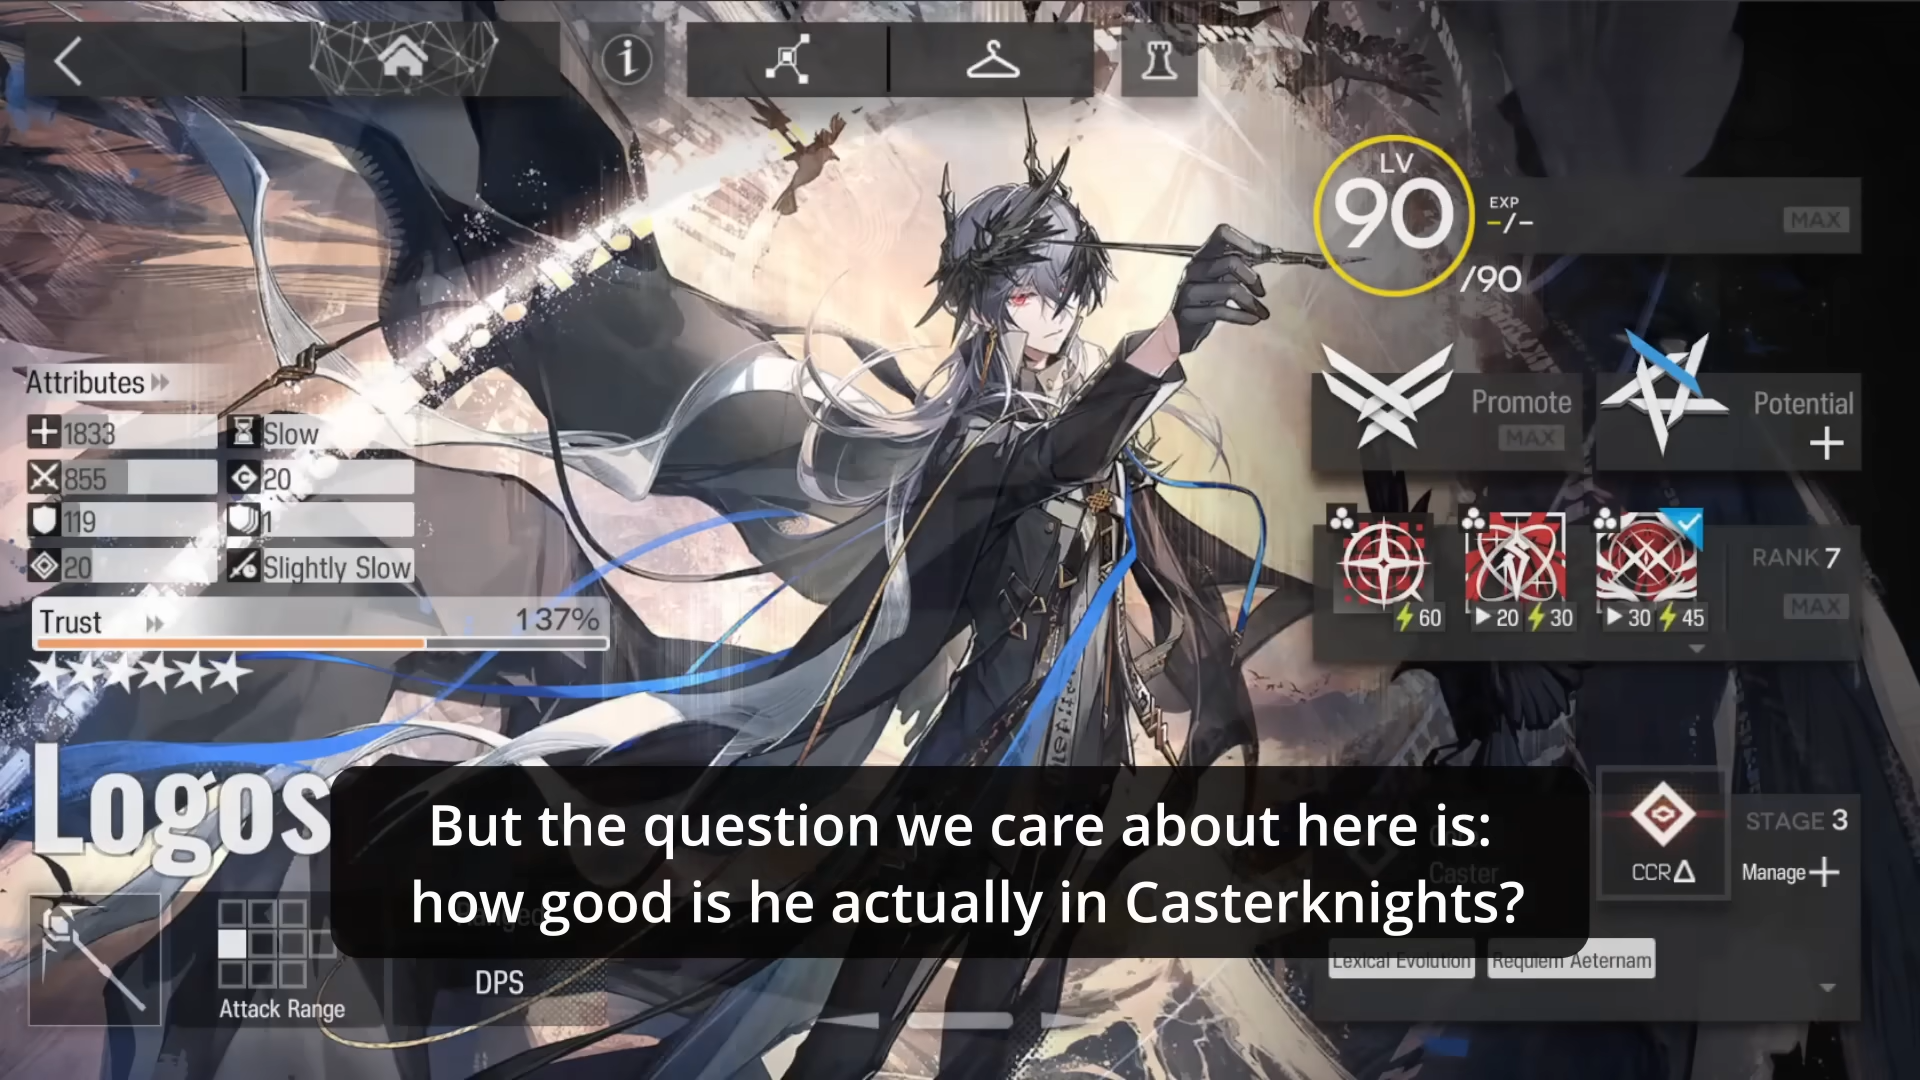 LV
90
EXP
-/-
MAX
/90
Attributes
1833
Slow
855
20
119
1
20
Slightly Slow
Trust
137%
Promote
MAX
Potential
60
20
30
30
45
RANK 7
MAX
Logos
But the question we care about here is:
how good is he actually in Casterknights?
Caster
STAGE 3
CCR Δ
Manage
Lexical Evolution
Requiem Aeternam
Ranged
DPS
Attack Range